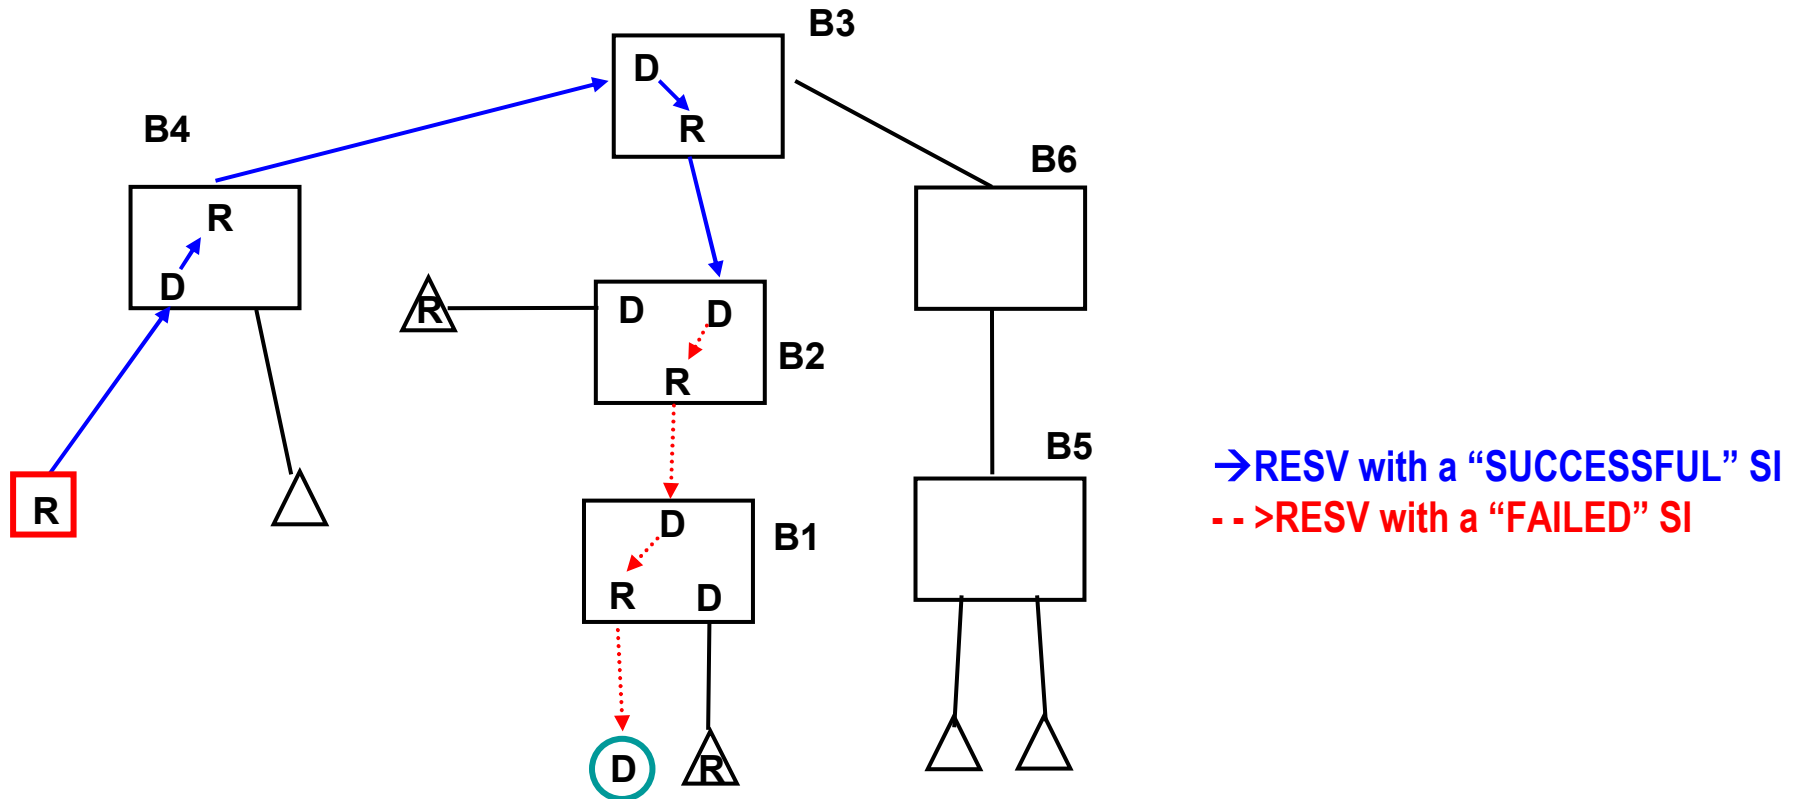 B3
D
R
B4
R
D
B6
R
D
D
R
B2
B5
D
R
D
B1
R
D
R
→RESV with a “SUCCESSFUL” SI
- - >RESV with a “FAILED” SI